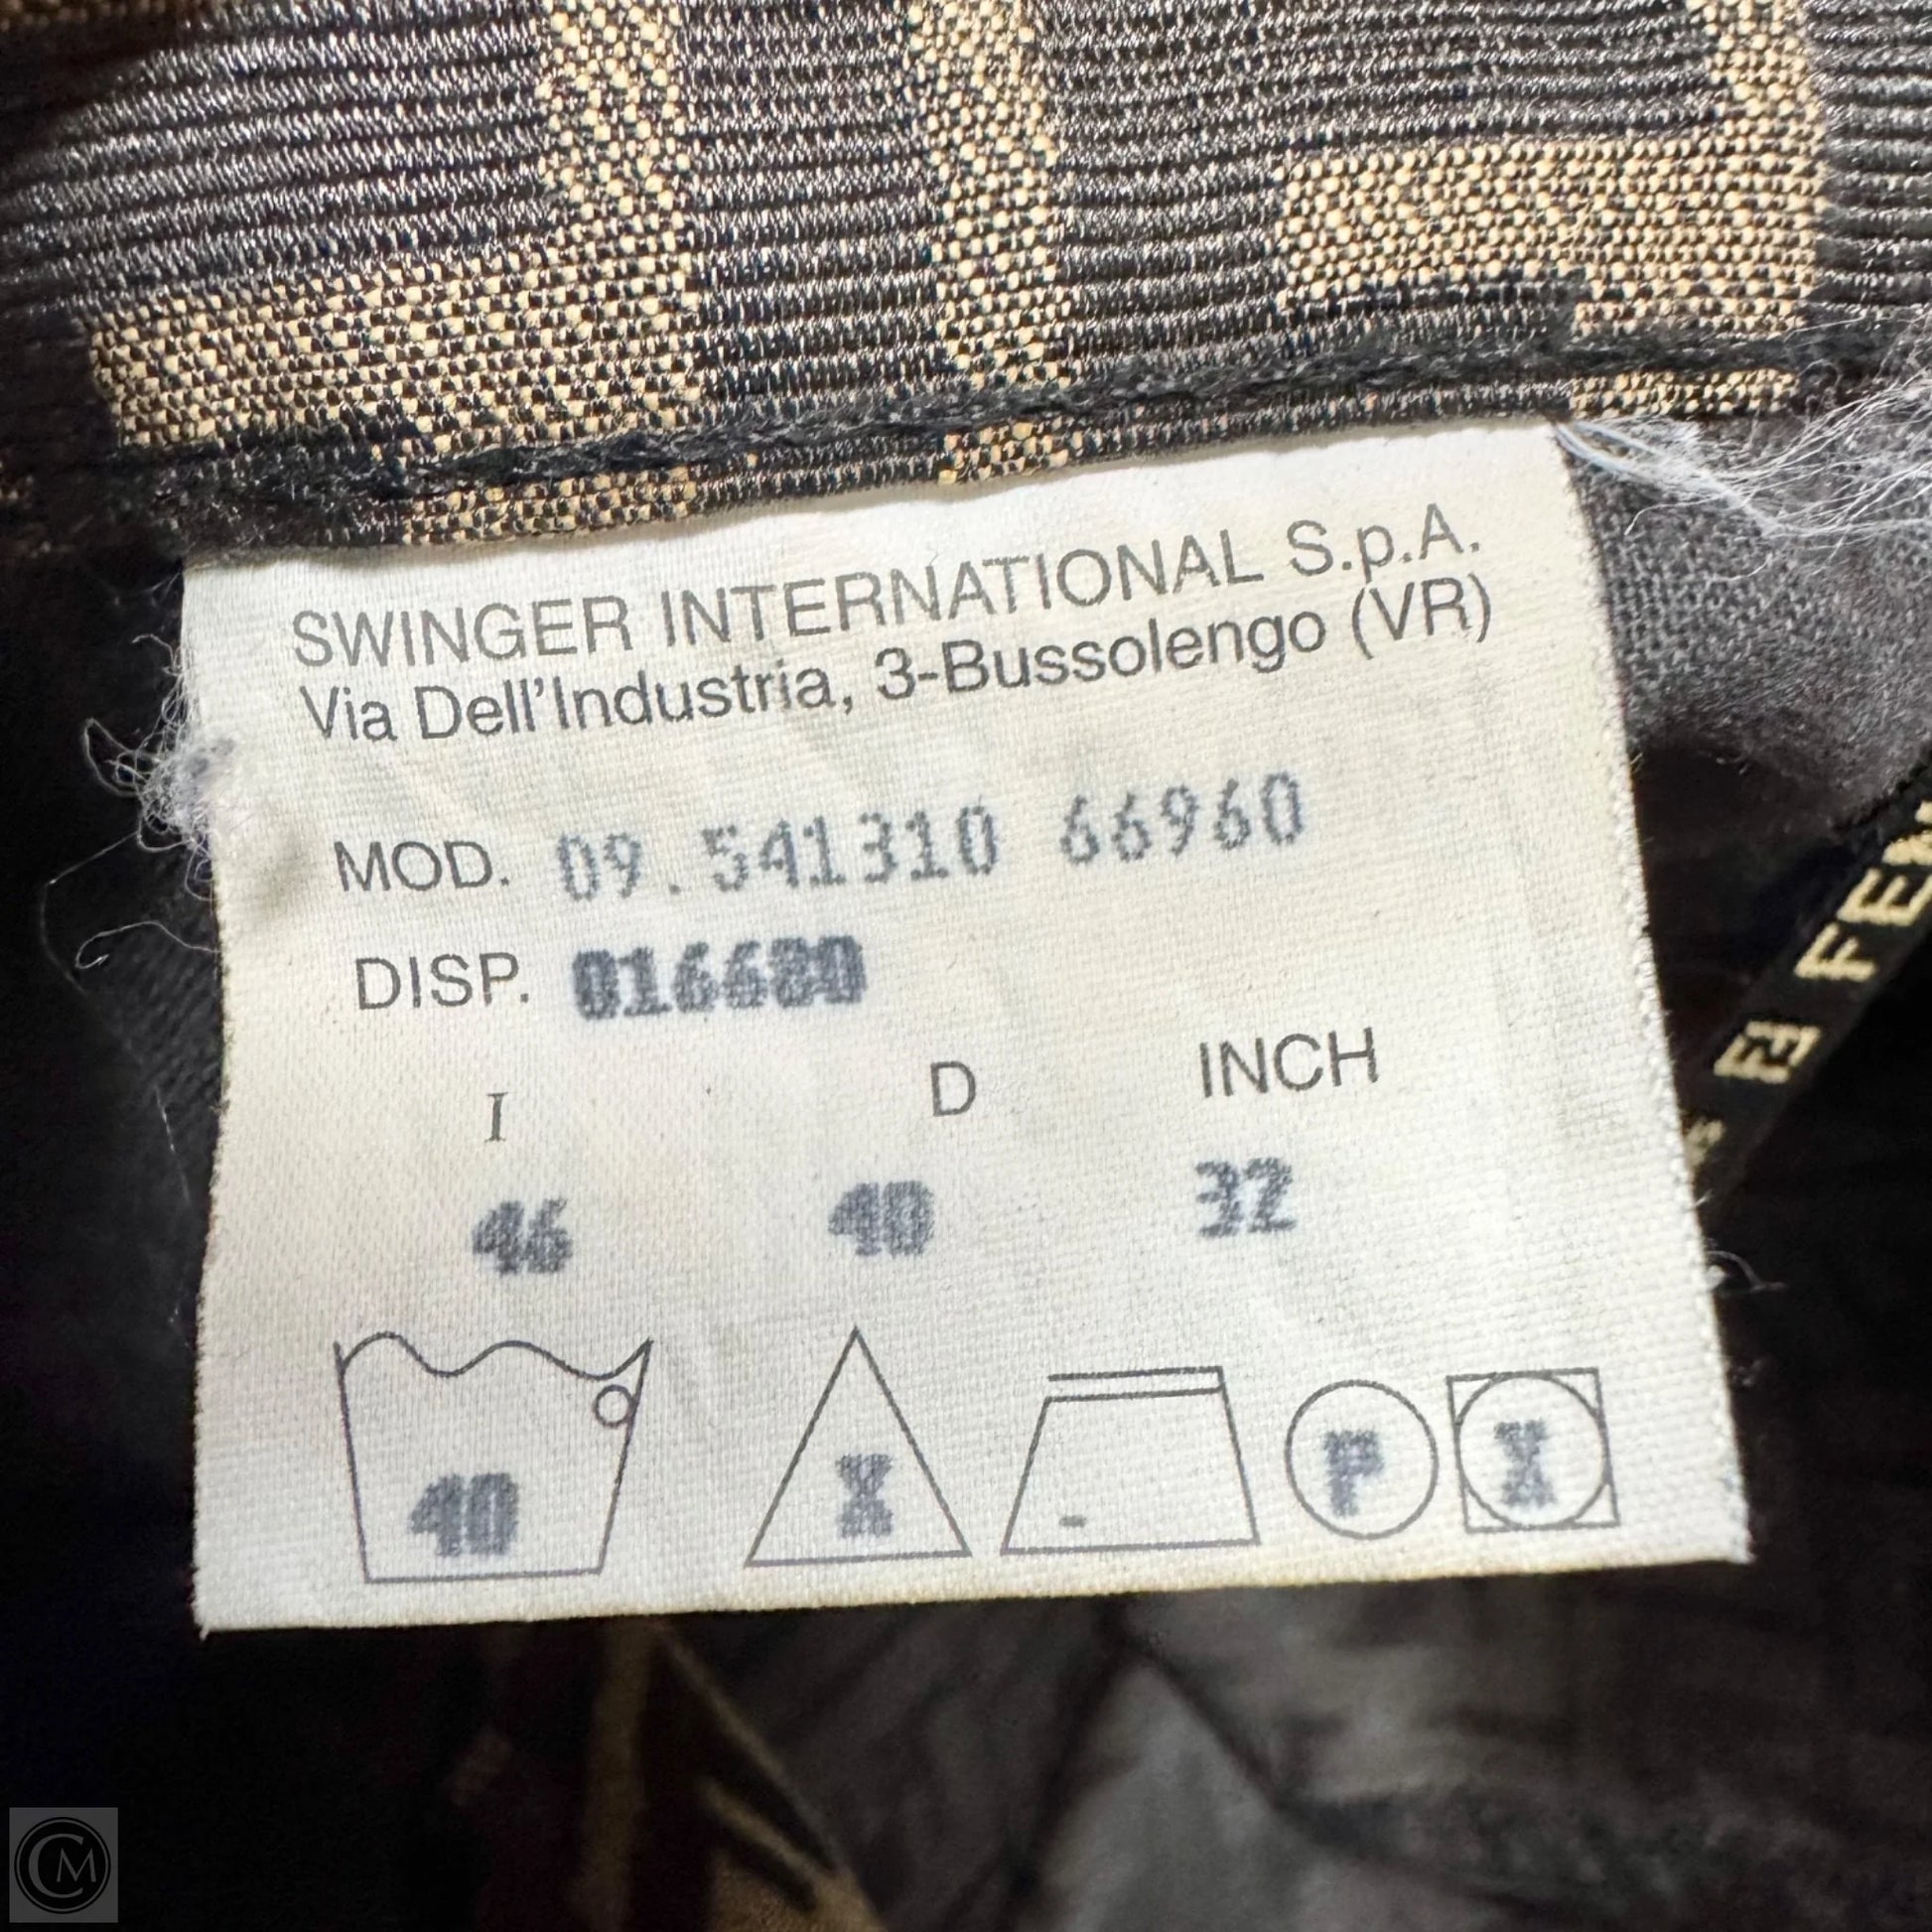 SWINGER INTERNATIONAL S.p.A.
Via Dell'Industria, 3-Bussolengo (VR)
MOD. 09.541310 66960
DISP. 016680
I D INCH
46 40 32
40 X P X
CM